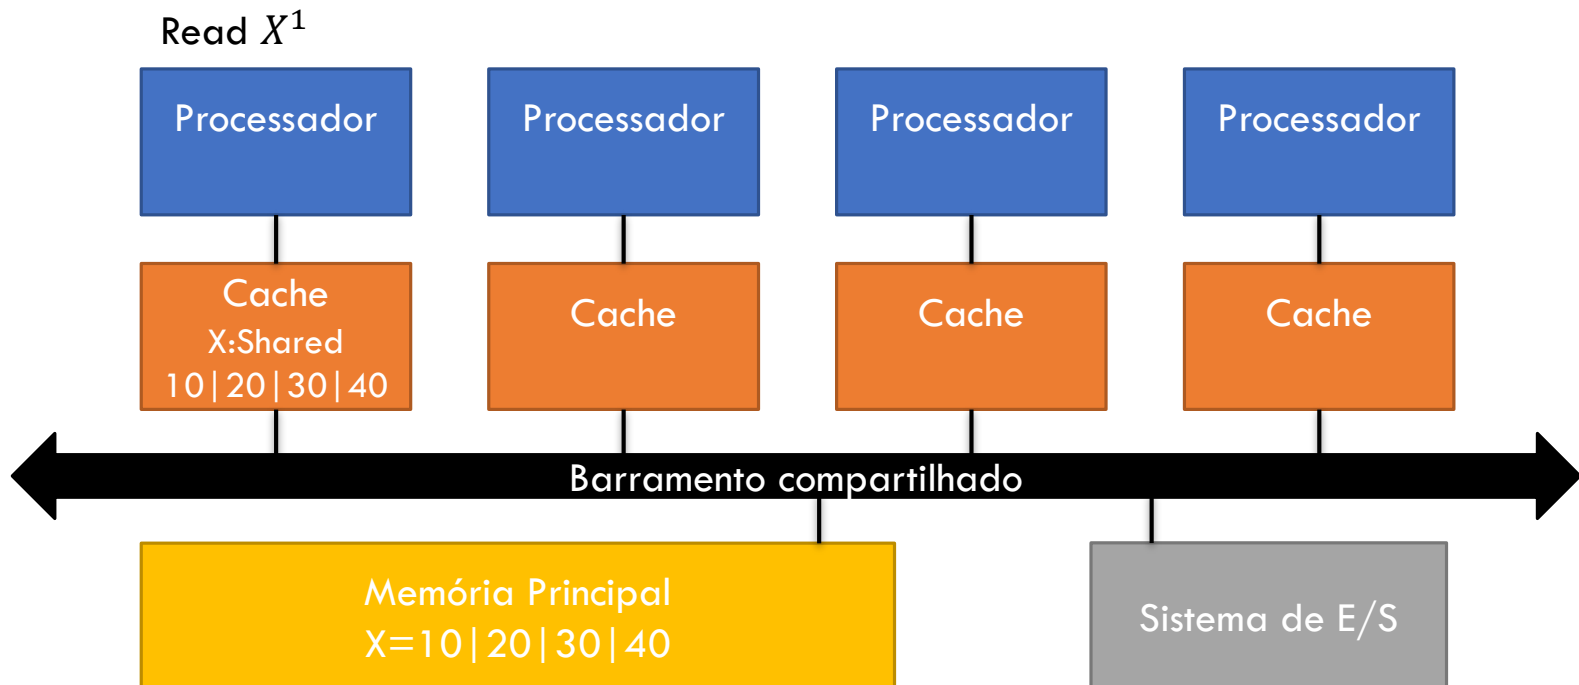 Read X¹
Processador
Processador
Processador
Processador
Cache
X:Shared
10|20|30|40
Cache
Cache
Cache
Barramento compartilhado
Memória Principal
X=10|20|30|40
Sistema de E/S